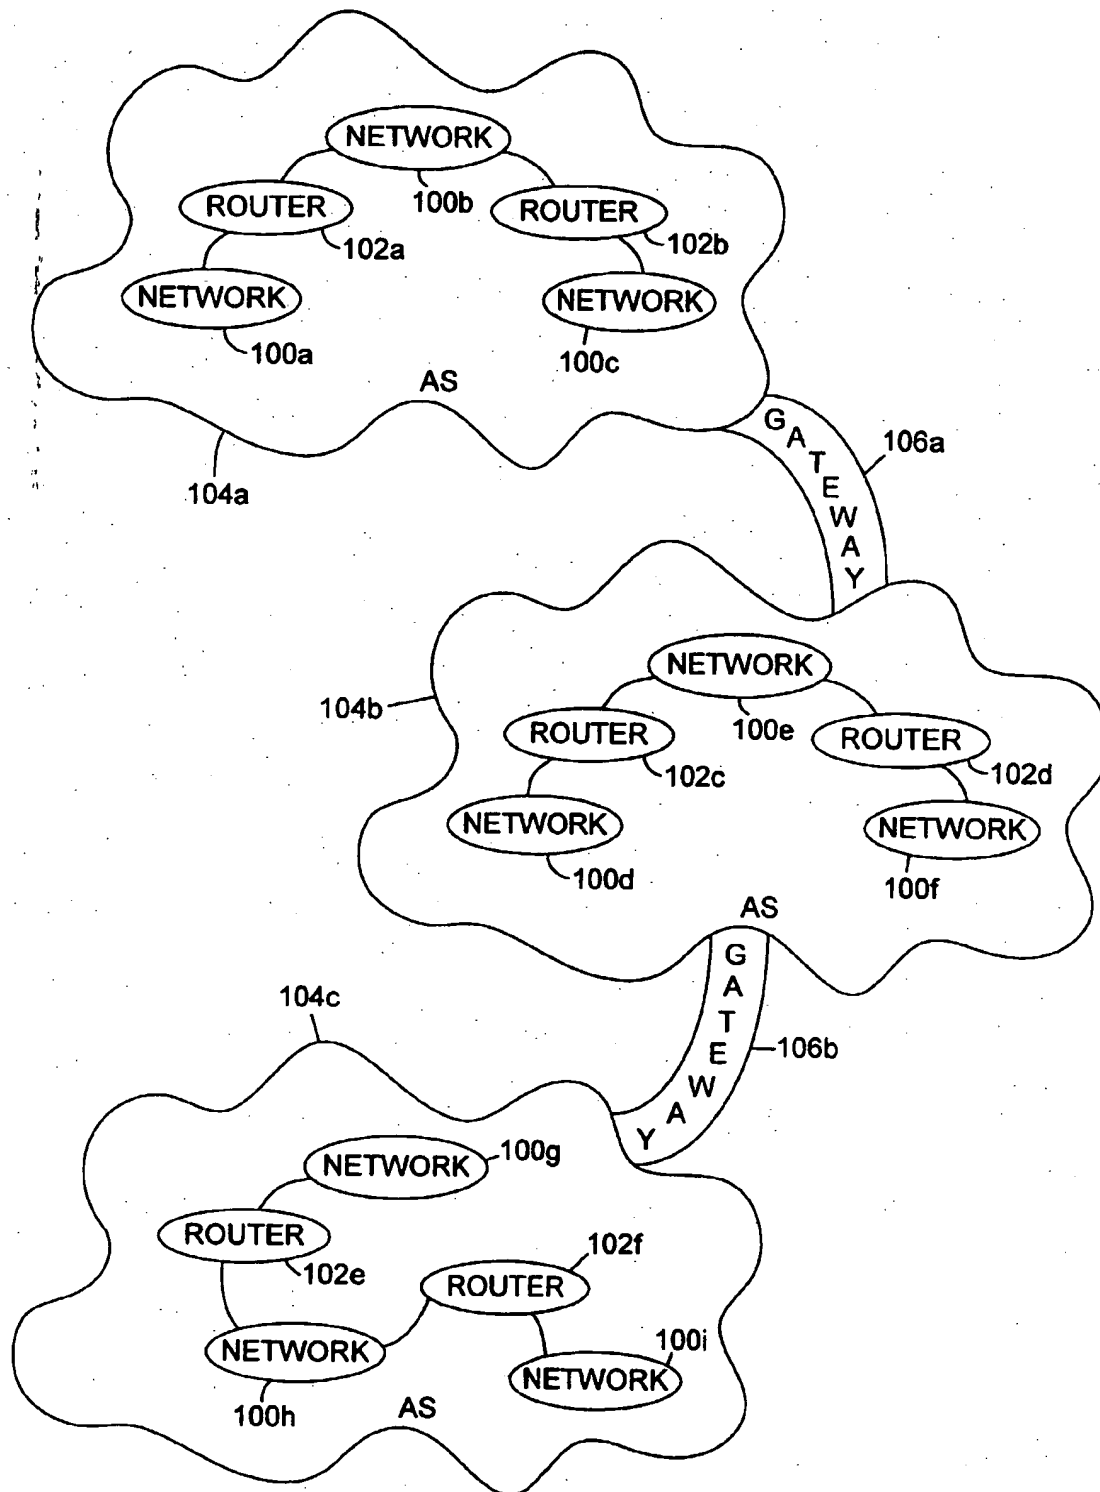 NETWORK
100b
ROUTER
102a
ROUTER
102b
NETWORK
100a
NETWORK
100c
AS
104a
GATEWAY
106a
NETWORK
100e
104b
ROUTER
102c
ROUTER
102d
NETWORK
100d
NETWORK
100f
AS
GATEWAY
106b
104c
NETWORK
100g
ROUTER
102e
ROUTER
102f
NETWORK
100h
NETWORK
100i
AS